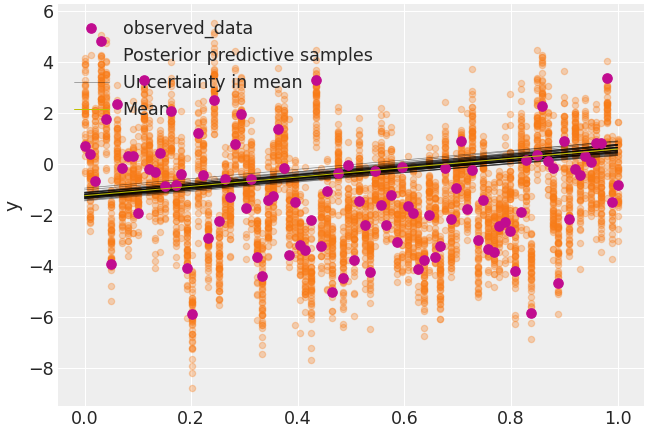 observed_data
Posterior predictive samples
Uncertainty in mean
Mean
6
4
2
0
−2
−4
−6
−8
y
0.0 0.2 0.4 0.6 0.8 1.0